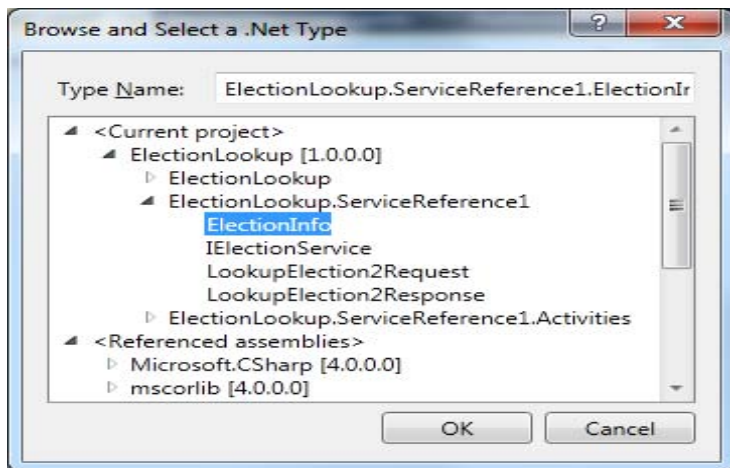 Browse and Select a .Net Type
Type Name: ElectionLookup.ServiceReference1.ElectionIr
<Current project>
ElectionLookup [1.0.0.0]
ElectionLookup
ElectionLookup.ServiceReference1
ElectionInfo
IElectionService
LookupElection2Request
LookupElection2Response
ElectionLookup.ServiceReference1.Activities
<Referenced assemblies>
Microsoft.CSharp [4.0.0.0]
mscorlib [4.0.0.0]
OK Cancel